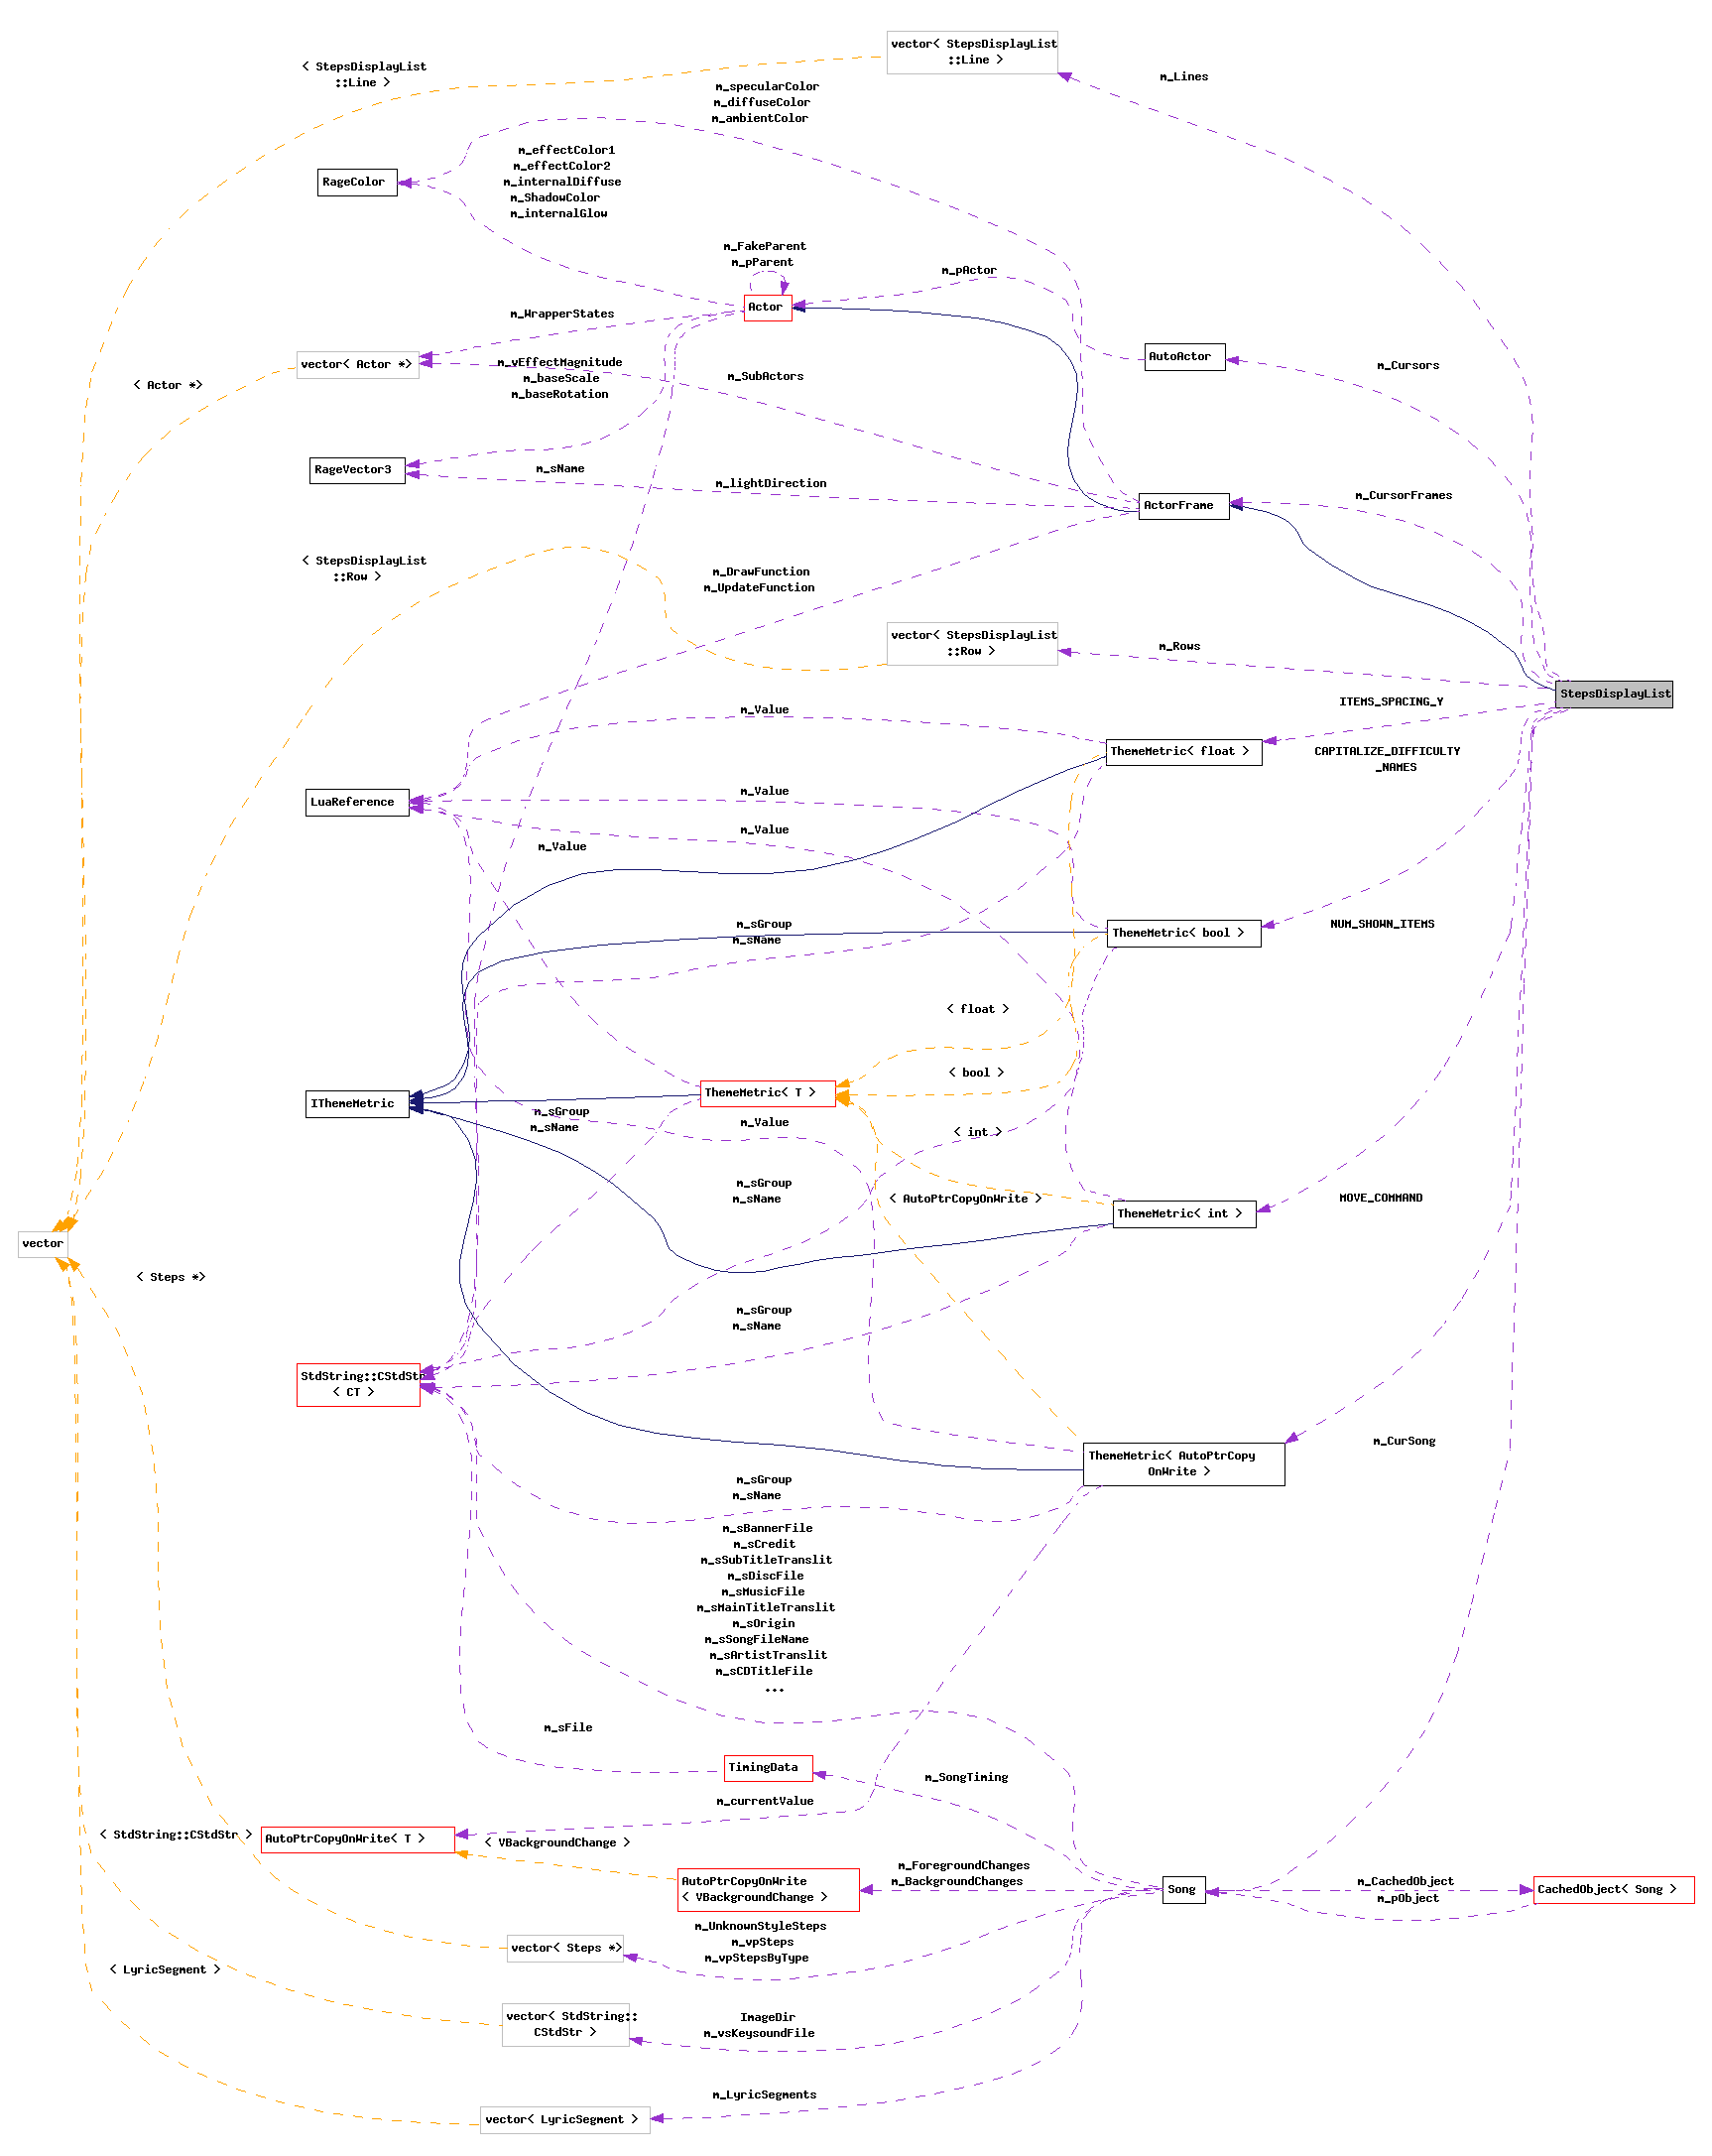 vector< StepsDisplayList
::Line >
< StepsDisplayList
::Line >
m_Lines
m_specularColor
m_diffuseColor
m_ambientColor
m_effectColor1
m_effectColor2
m_internalDiffuse
m_ShadowColor
m_internalGlow
RageColor
m_FakeParent
m_pParent
m_pActor
Actor
m_WrapperStates
AutoActor
vector< Actor *>
m_vEffectMagnitude
m_baseScale
m_baseRotation
m_SubActors
m_Cursors
< Actor *>
RageVector3
m_sName
m_lightDirection
m_CursorFrames
ActorFrame
< StepsDisplayList
::Row >
m_DrawFunction
m_UpdateFunction
vector< StepsDisplayList
::Row >
m_Rows
StepsDisplayList
ITEMS_SPACING_Y
m_Value
ThemeMetric< float >
CAPITALIZE_DIFFICULTY
_NAMES
LuaReference
m_Value
m_Value
m_Value
m_sGroup
m_sName
ThemeMetric< bool >
NUM_SHOWN_ITEMS
< float >
< bool >
ThemeMetric< T >
IThemeMetric
m_sGroup
m_sName
m_Value
< int >
m_sGroup
m_sName
< AutoPtrCopyOnWrite >
ThemeMetric< int >
MOVE_COMMAND
vector
< Steps *>
m_sGroup
m_sName
StdString::CStdStr
< CT >
m_CurSong
ThemeMetric< AutoPtrCopy
OnWrite >
m_sGroup
m_sName
m_sBannerFile
m_sCredit
m_sSubTitleTranslit
m_sDiscFile
m_sMusicFile
m_sMainTitleTranslit
m_sOrigin
m_sSongFileName
m_sArtistTranslit
m_sCDTitleFile
...
m_sFile
TimingData
m_SongTiming
m_currentValue
< StdString::CStdStr >
AutoPtrCopyOnWrite< T >
< VBackgroundChange >
AutoPtrCopyOnWrite
< VBackgroundChange >
m_ForegroundChanges
m_BackgroundChanges
Song
m_CachedObject
m_pObject
CachedObject< Song >
m_UnknownStyleSteps
m_vpSteps
m_vpStepsByType
vector< Steps *>
< LyricSegment >
vector< StdString::
CStdStr >
ImageDir
m_vsKeysoundFile
m_LyricSegments
vector< LyricSegment >